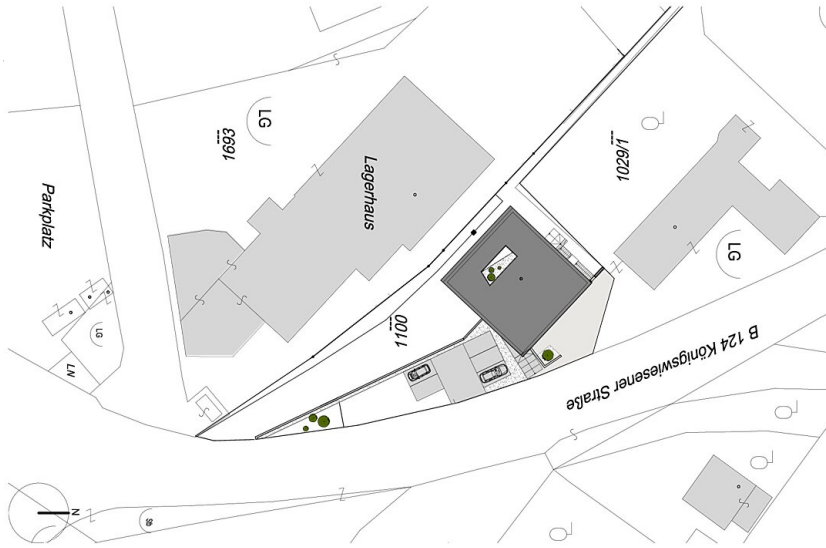 LG
1693
Lagerhaus
1029/1
Parkplatz
LG
1100
B 124 Königswiesener Straße
LG
LN
N